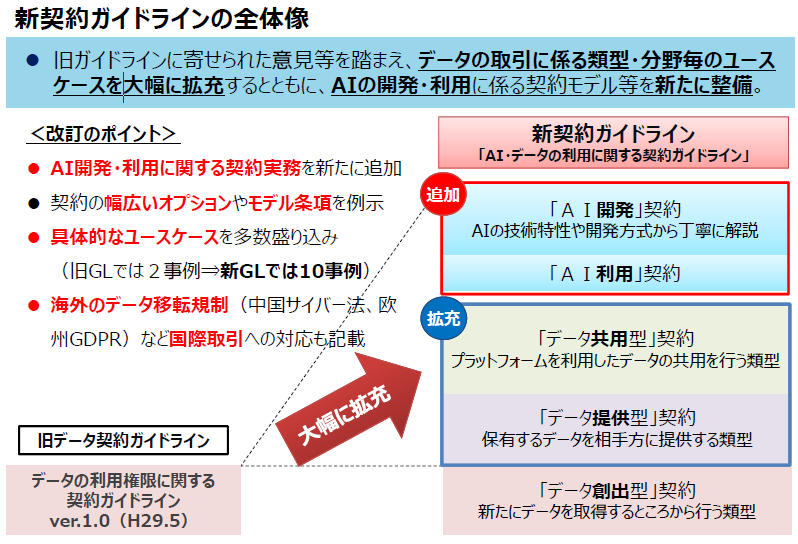 新契約ガイドラインの全体像
● 旧ガイドラインに寄せられた意見等を踏まえ、データの取引に係る類型・分野毎のユース
ケースを大幅に拡充するとともに、AIの開発・利用に係る契約モデル等を新たに整備。
＜改訂のポイント＞
● AI開発・利用に関する契約実務を新たに追加
● 契約の幅広いオプションやモデル条項を例示
● 具体的なユースケースを多数盛り込み
（旧GLでは２事例⇒新GLでは10事例）
● 海外のデータ移転規制（中国サイバー法、欧
州GDPR）など国際取引への対応も記載
大幅に拡充
旧データ契約ガイドライン
データの利用権限に関する
契約ガイドライン
ver.1.0（H29.5）
新契約ガイドライン
「AI・データの利用に関する契約ガイドライン」
追加
「ＡＩ開発」契約
AIの技術特性や開発方式から丁寧に解説
「ＡＩ利用」契約
拡充
「データ共用型」契約
プラットフォームを利用したデータの共用を行う類型
「データ提供型」契約
保有するデータを相手方に提供する類型
「データ創出型」契約
新たにデータを取得するところから行う類型